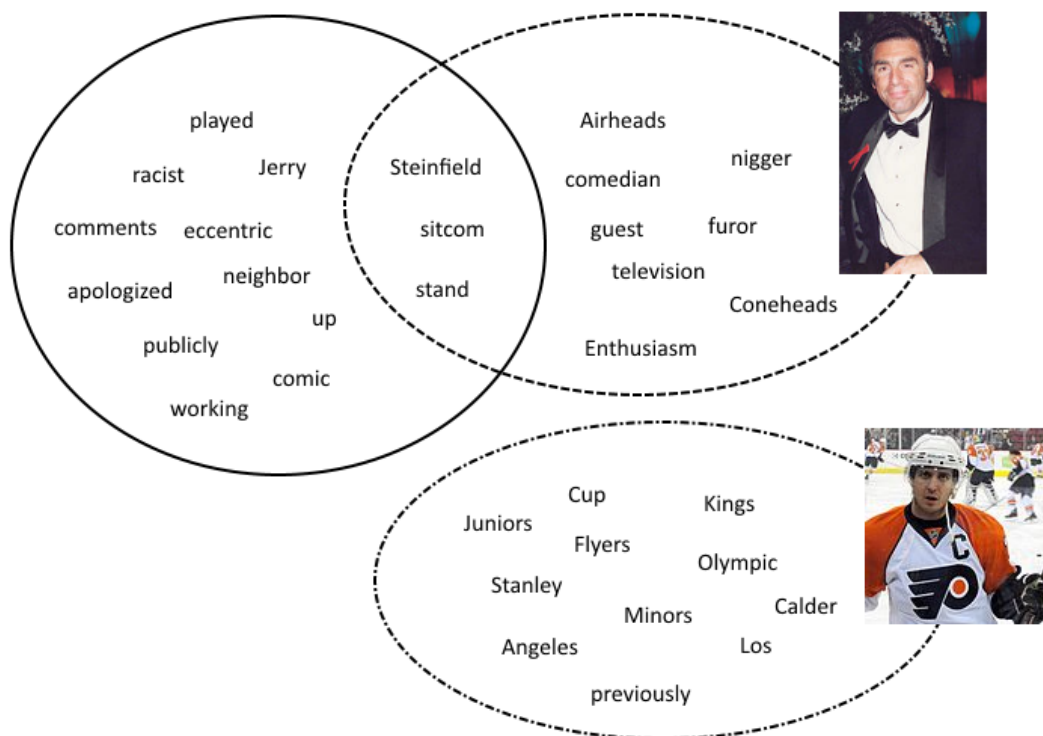 played
racist
Jerry
comments
eccentric
apologized
neighbor
up
publicly
comic
working
Steinfield
sitcom
stand
Airheads
nigger
comedian
guest
furor
television
Coneheads
Enthusiasm
Cup
Kings
Juniors
Flyers
Olympic
Stanley
Minors
Calder
Angeles
Los
previously
C